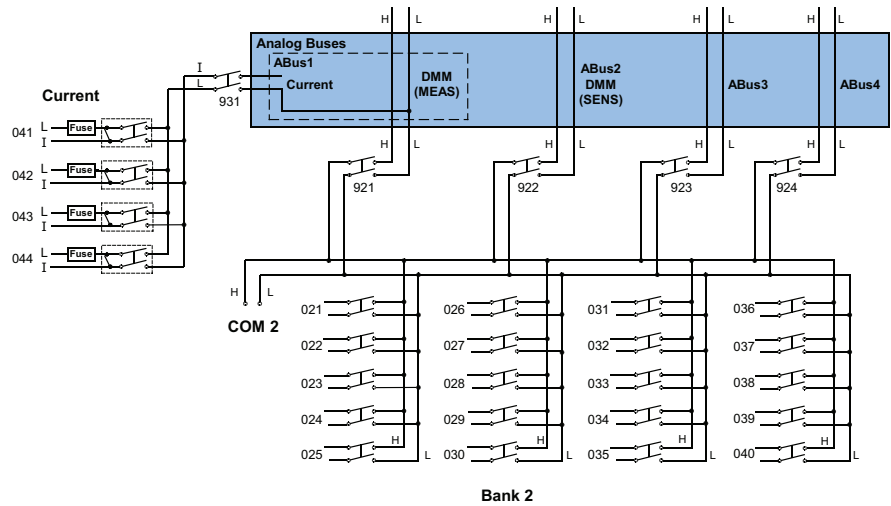 H L H L H L H L
Analog Buses
ABus1
Current
DMM
(MEAS)
ABus2
DMM
(SENS)
ABus3
ABus4
I
L
931
Current
041 L Fuse
I
042 L Fuse
I
043 L Fuse
I
044 L Fuse
I
H L H L H L H L
921 922 923 924
H L
COM 2
021 026 031 036
022 027 032 037
023 028 033 038
024 029 034 039
H H H H
025 L 030 L 035 L 040 L
Bank 2